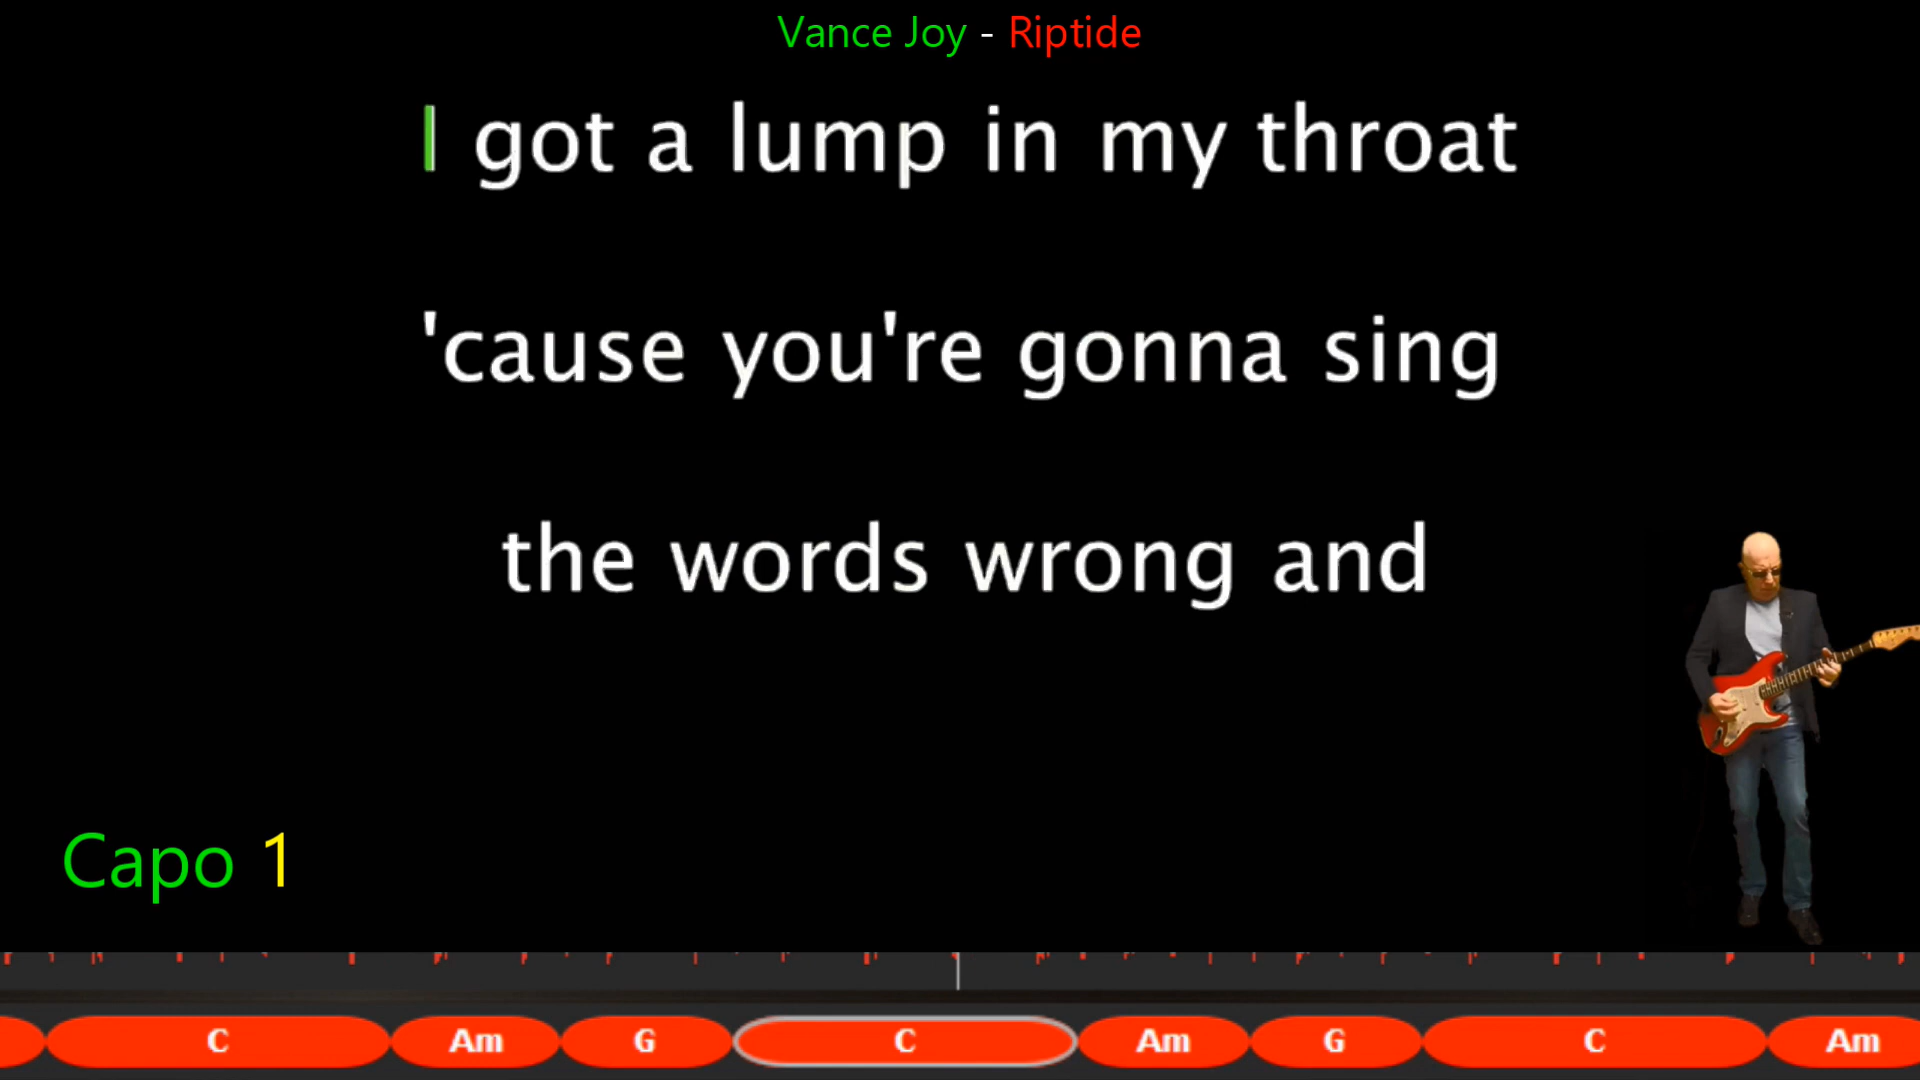 Vance Joy - Riptide
I got a lump in my throat
'cause you're gonna sing
the words wrong and
Capo 1
C Am G C Am G C Am